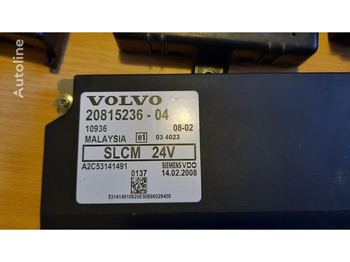 Autoline
VOLVO
20815236 - 04
10936 08-02
MALAYSIA e1 03 4023
SLCM 24V
A2C53141491 SIEMENS VDO
0137 14.02.2008